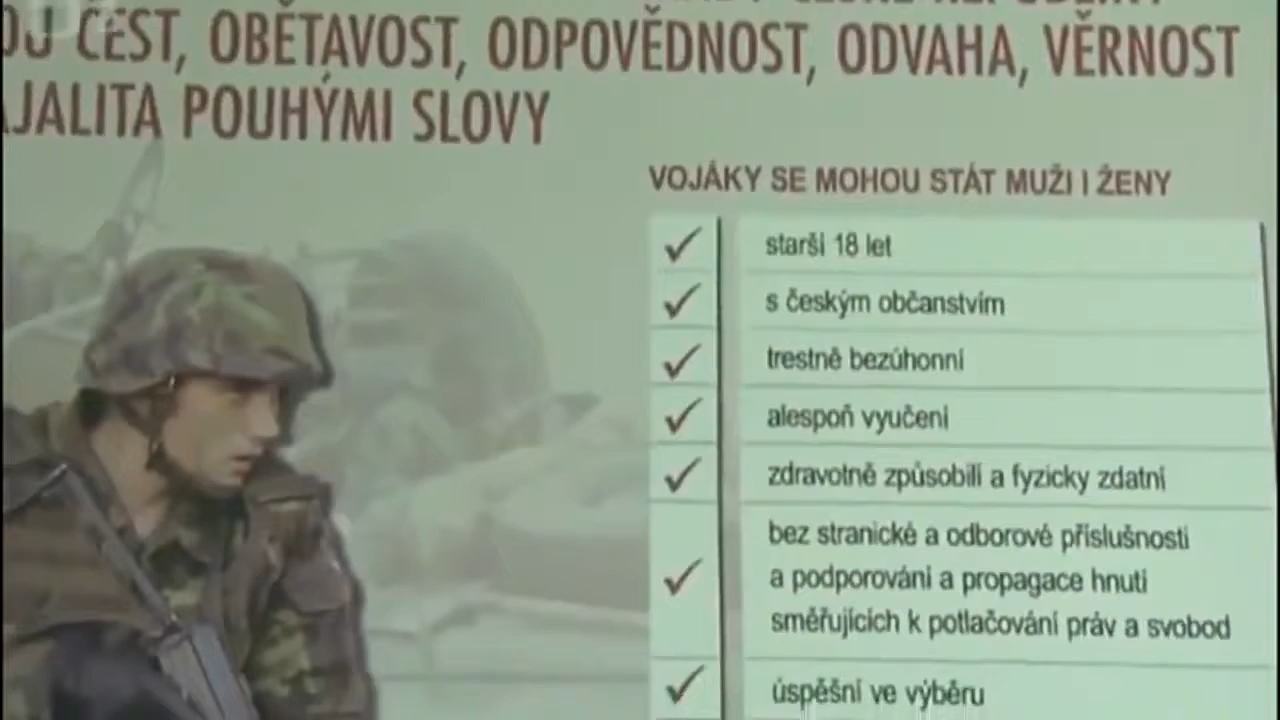 ČEST, OBĚTAVOST, ODPOVĚDNOST, ODVAHA, VĚRNOST
POUHÝMI SLOVY
VOJÁKY SE MOHOU STÁT MUŽI I ŽENY
starší 18 let
s českým občanstvím
trestně bezúhonní
alespoň vyučení
zdravotně způsobilí a fyzicky zdatní
bez stranické a odborové příslušnosti
a podporování a propagace hnutí
směřujících k potlačování práv a svobod
úspěšní ve výběru